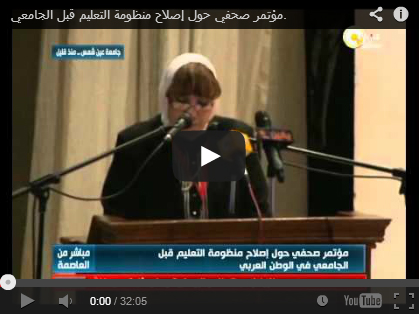 مؤتمر صحفي حول إصلاح منظومة التعليم قبل الجامعي.
جامعة عين شمس .. منذ قليل
مؤتمر صحفي حول إصلاح منظومة التعليم قبل
الجامعي في الوطن العربي
مباشر من
العاصمة
0:00 / 32:05
YouTube